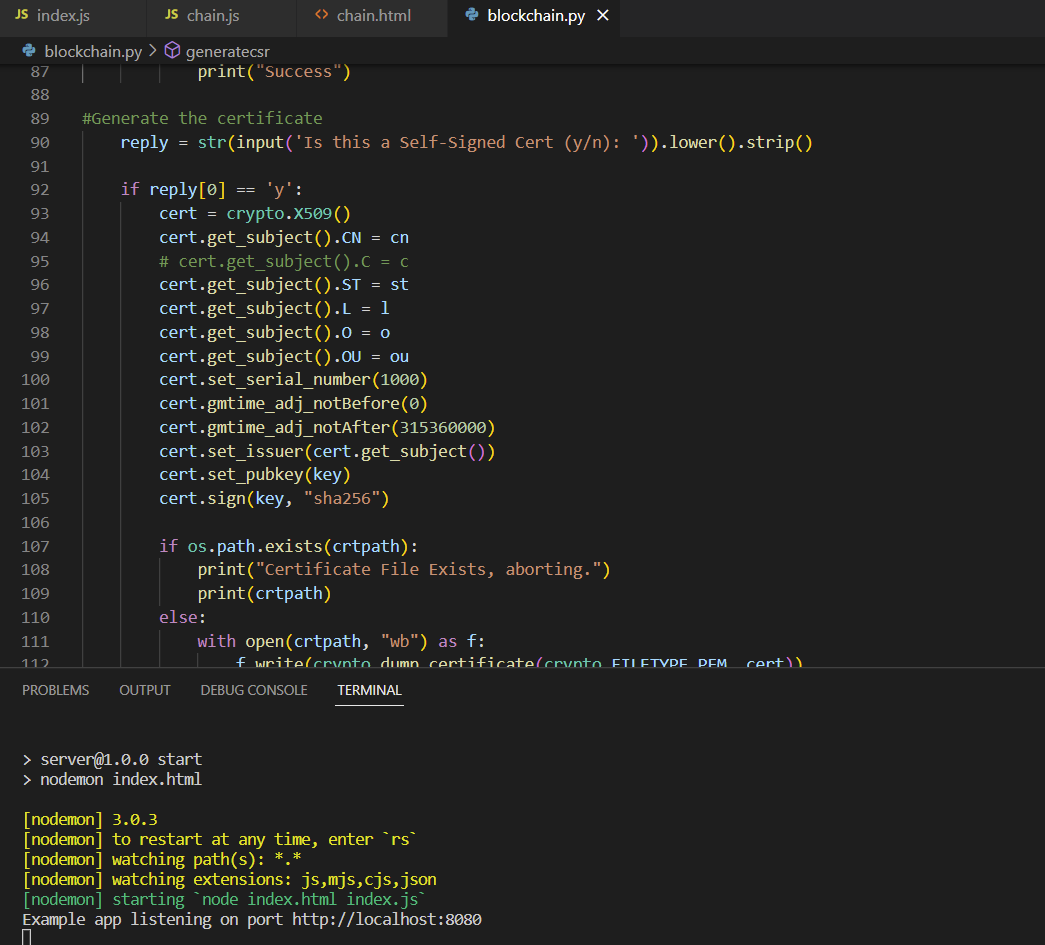 JS index.js JS chain.js <> chain.html blockchain.py ×
blockchain.py > generatecsr
87 print("Success")
88
89 #Generate the certificate
90 reply = str(input('Is this a Self-Signed Cert (y/n): ')).lower().strip()
91
92 if reply[0] == 'y':
93 cert = crypto.X509()
94 cert.get_subject().CN = cn
95 # cert.get_subject().C = c
96 cert.get_subject().ST = st
97 cert.get_subject().L = l
98 cert.get_subject().O = o
99 cert.get_subject().OU = ou
100 cert.set_serial_number(1000)
101 cert.gmtime_adj_notBefore(0)
102 cert.gmtime_adj_notAfter(315360000)
103 cert.set_issuer(cert.get_subject())
104 cert.set_pubkey(key)
105 cert.sign(key, "sha256")
106
107 if os.path.exists(crtpath):
108 print("Certificate File Exists, aborting.")
109 print(crtpath)
110 else:
111 with open(crtpath, "wb") as f:
112 f.write(crypto.dump_certificate(crypto.FILETYPE_PEM, cert))
PROBLEMS OUTPUT DEBUG CONSOLE TERMINAL
> server@1.0.0 start
> nodemon index.html
[nodemon] 3.0.3
[nodemon] to restart at any time, enter `rs`
[nodemon] watching path(s): *.*
[nodemon] watching extensions: js,mjs,cjs,json
[nodemon] starting `node index.html index.js`
Example app listening on port http://localhost:8080